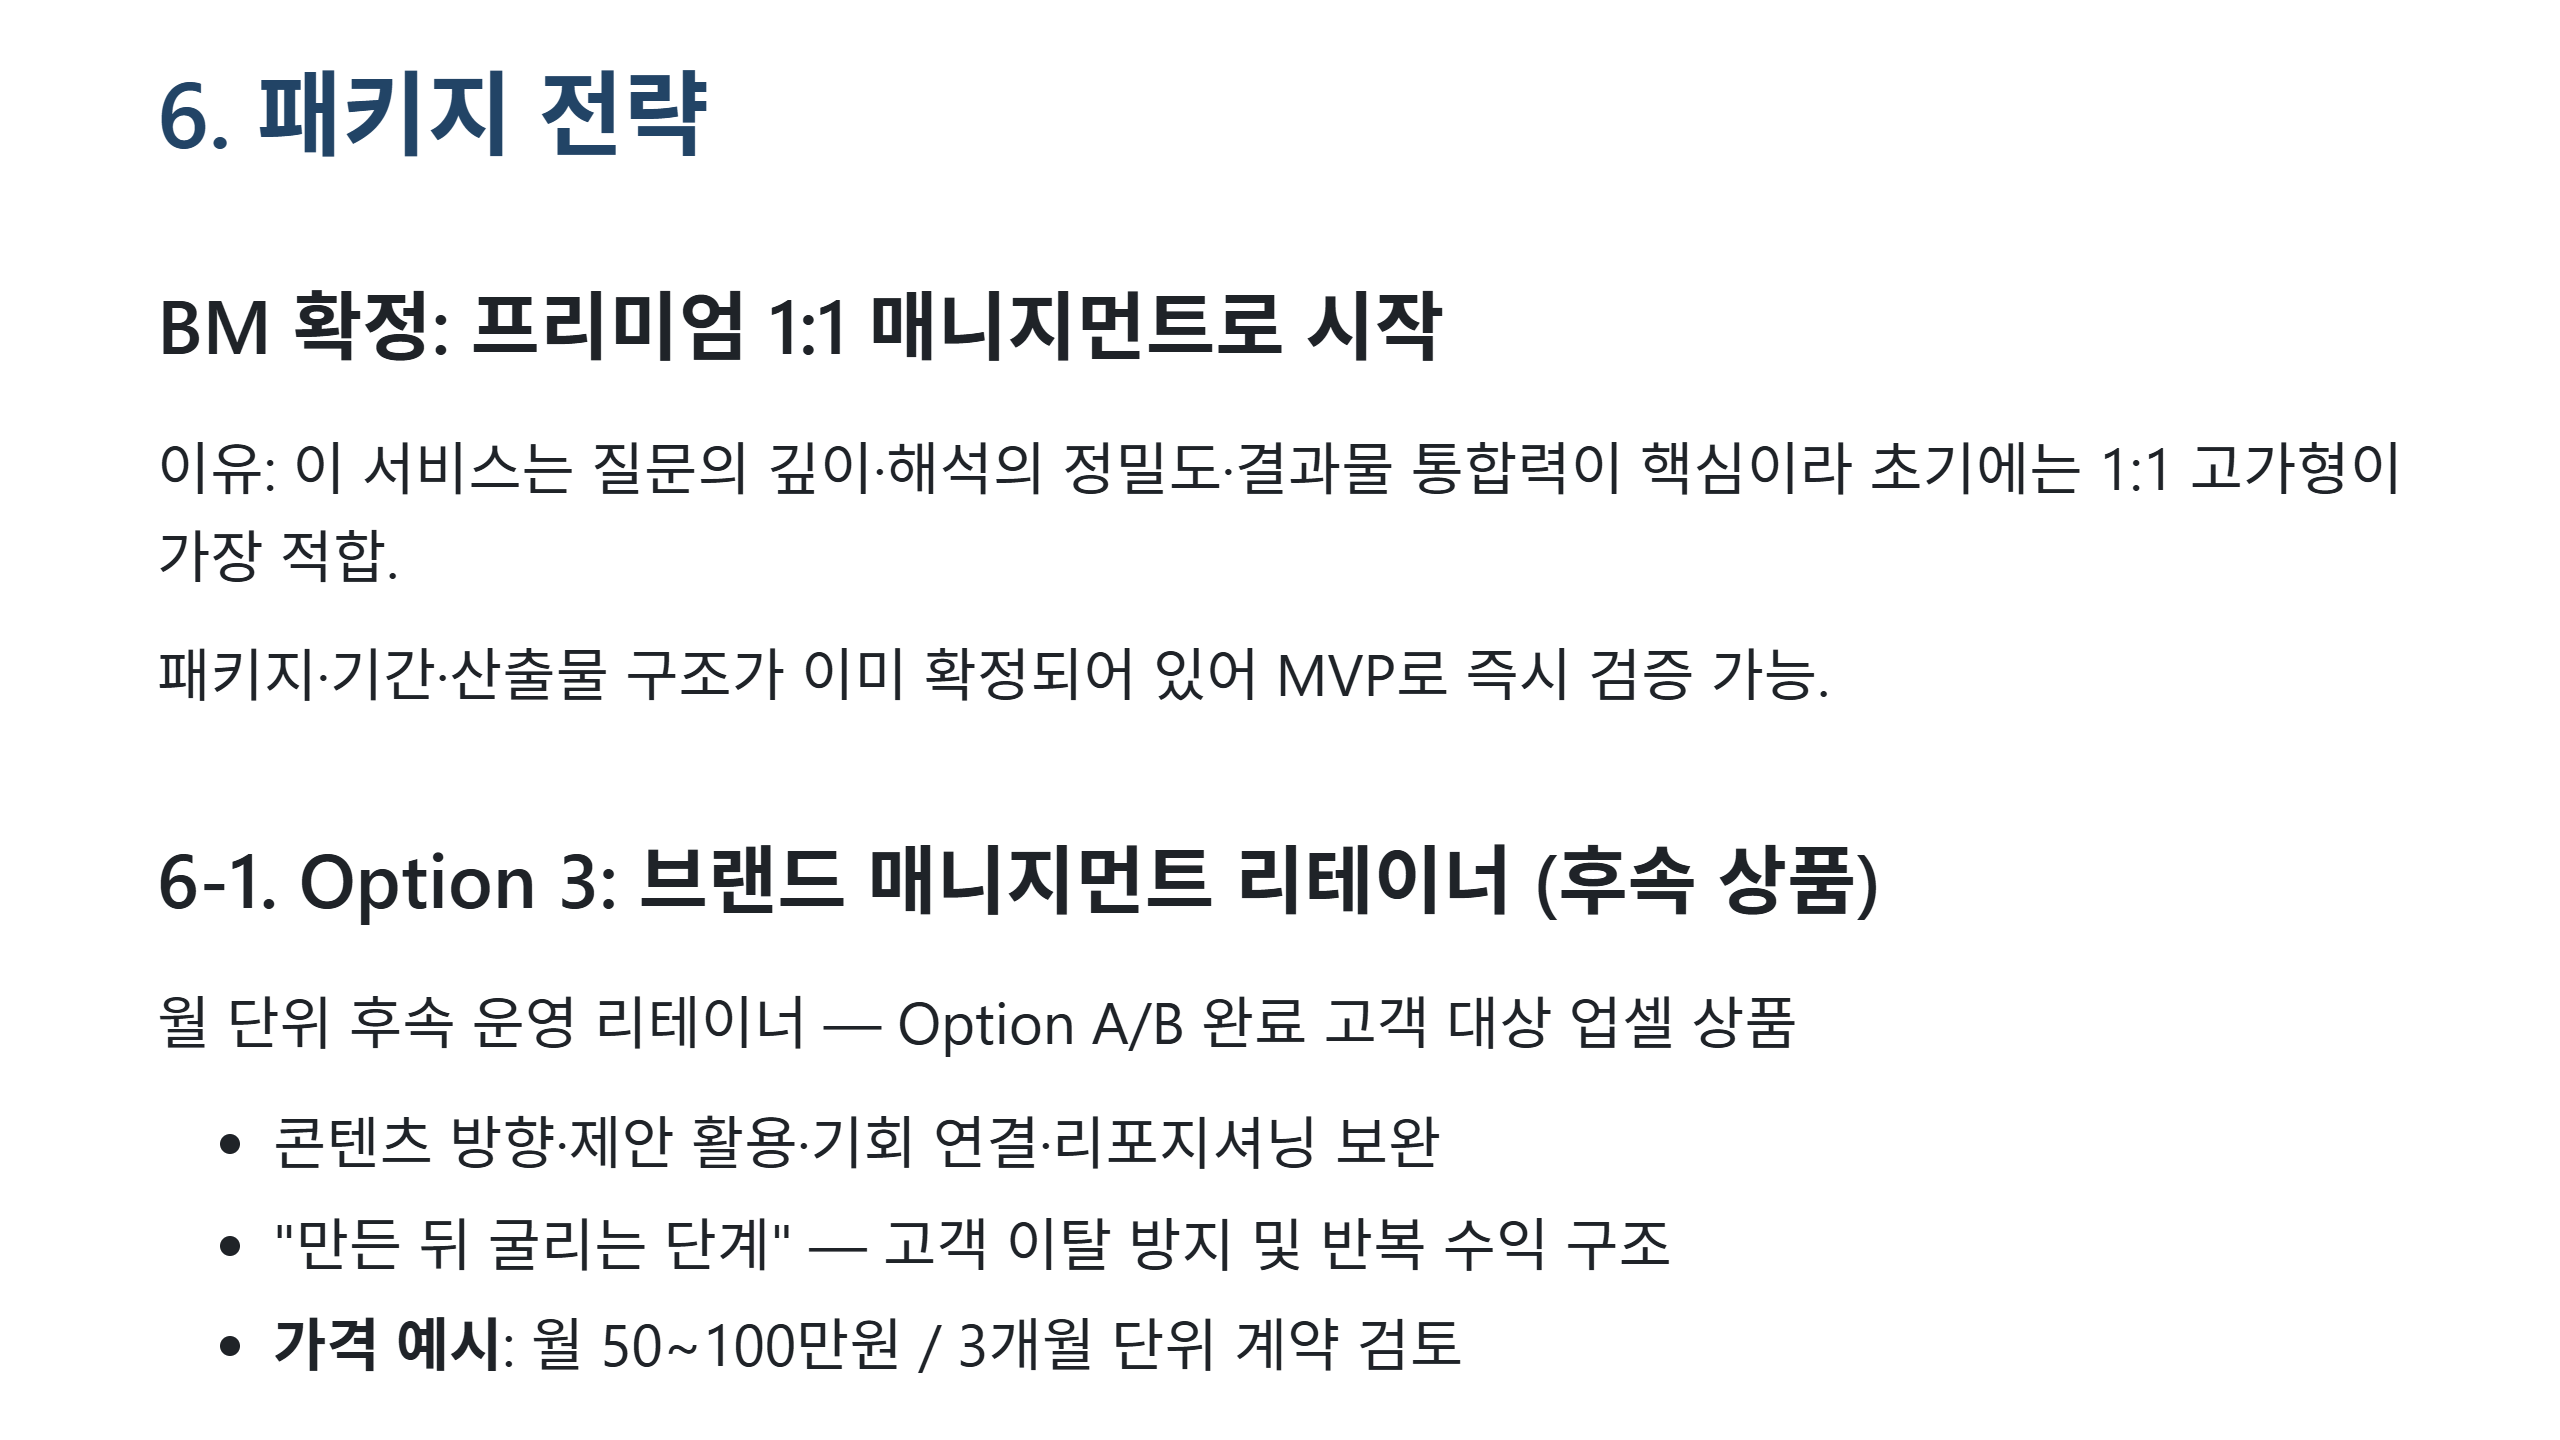 6. 패키지 전략
BM 확정: 프리미엄 1:1 매니지먼트로 시작
이유: 이 서비스는 질문의 깊이·해석의 정밀도·결과물 통합력이 핵심이라 초기에는 1:1 고가형이
가장 적합.
패키지·기간·산출물 구조가 이미 확정되어 있어 MVP로 즉시 검증 가능.
6-1. Option 3: 브랜드 매니지먼트 리테이너 (후속 상품)
월 단위 후속 운영 리테이너 — Option A/B 완료 고객 대상 업셀 상품
• 콘텐츠 방향·제안 활용·기회 연결·리포지셔닝 보완
• "만든 뒤 굴리는 단계" — 고객 이탈 방지 및 반복 수익 구조
• 가격 예시: 월 50~100만원 / 3개월 단위 계약 검토